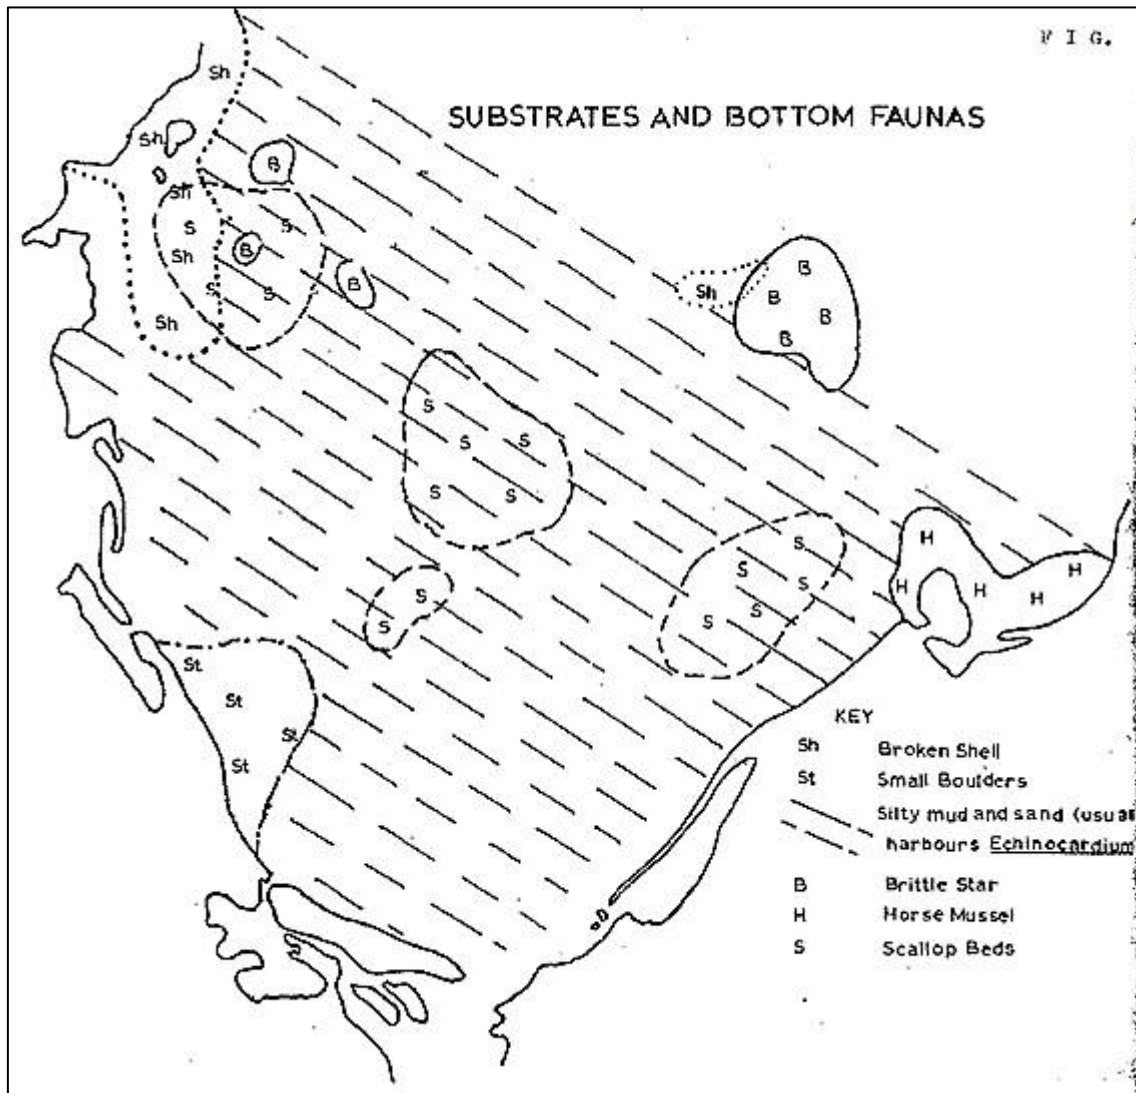 F I G.
SUBSTRATES AND BOTTOM FAUNAS
Sh
Sh
B
Sh
S S
Sh B
B
S S B Sh B
Sh B
B
S
S S
S S
H S
S H
S H H
S H
S
S S
St
St
St
St
KEY
Sh Broken Shell
St Small Boulders
Silty mud and sand (usual
harbours Echinocardium
B Brittle Star
H Horse Mussel
S Scallop Beds